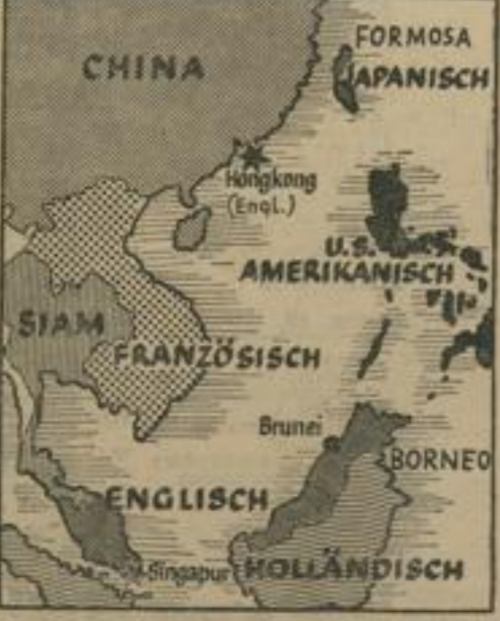 FORMOSA
CHINA
JAPANISCH
Hongkong
(Engl.)
U.S.
AMERIKANISCH
SIAM
FRANZÖSISCH
Brunei
BORNEO
ENGLISCH
Singapur
HOLLÄNDISCH